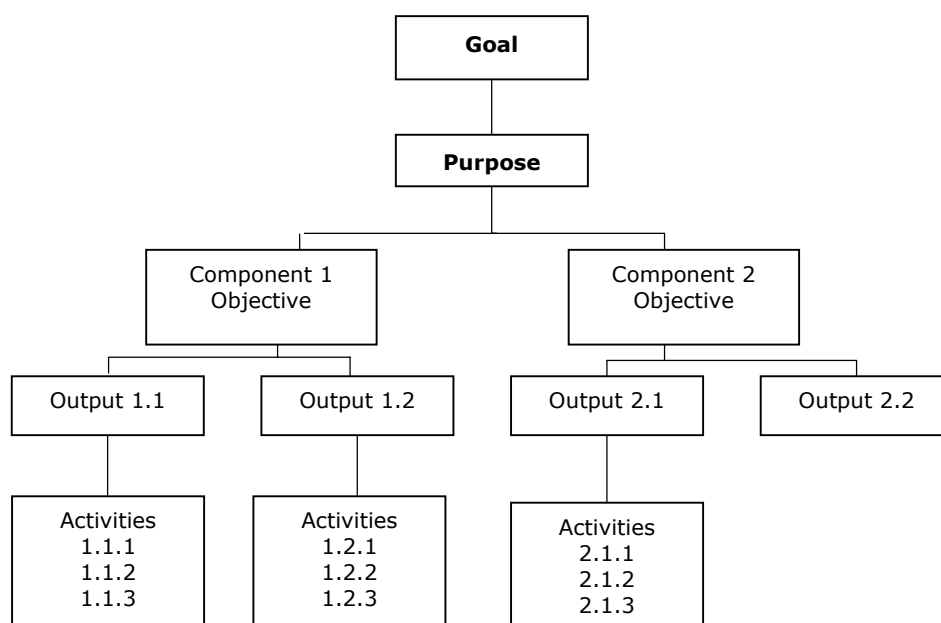 Goal
Purpose
Component 1
Objective
Component 2
Objective
Output 1.1
Output 1.2
Output 2.1
Output 2.2
Activities
1.1.1
1.1.2
1.1.3
Activities
1.2.1
1.2.2
1.2.3
Activities
2.1.1
2.1.2
2.1.3